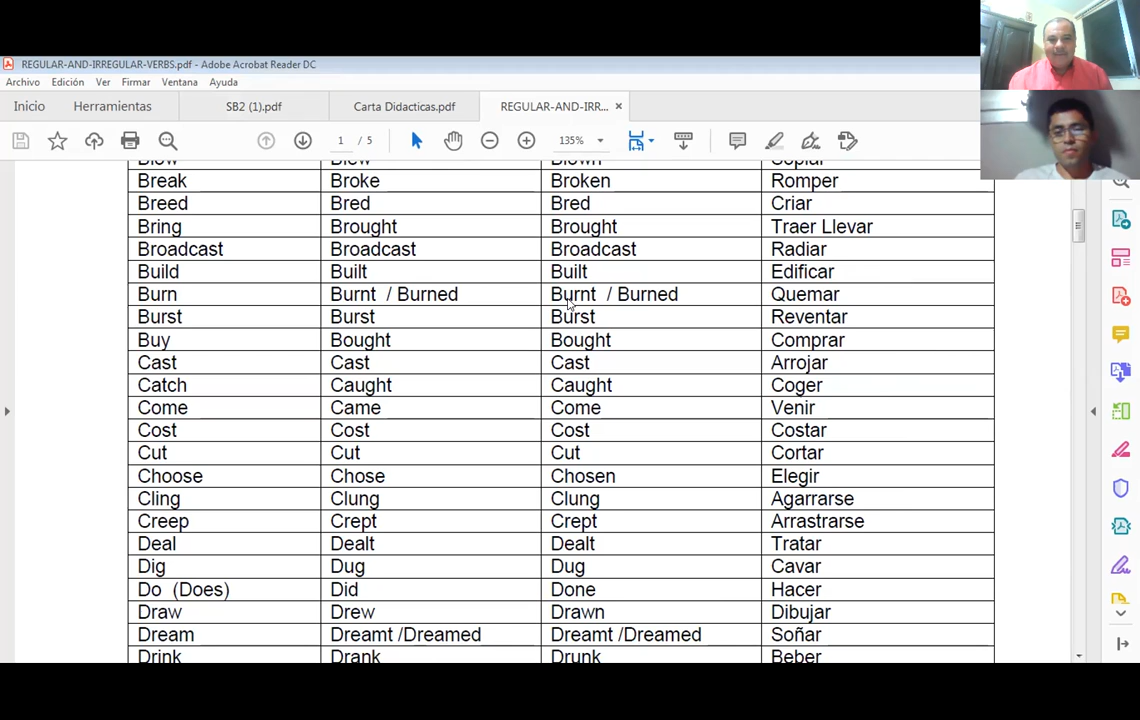 REGULAR-AND-IRREGULAR-VERBS.pdf - Adobe Acrobat Reader DC
Archivo Edición Ver Firmar Ventana Ayuda
Inicio Herramientas SB2 (1).pdf Carta Didacticas.pdf REGULAR-AND-IRR... ×
1 / 5 135%
Blow Blew Blown Soplar
Break Broke Broken Romper
Breed Bred Bred Criar
Bring Brought Brought Traer Llevar
Broadcast Broadcast Broadcast Radiar
Build Built Built Edificar
Burn Burnt / Burned Burnt / Burned Quemar
Burst Burst Burst Reventar
Buy Bought Bought Comprar
Cast Cast Cast Arrojar
Catch Caught Caught Coger
Come Came Come Venir
Cost Cost Cost Costar
Cut Cut Cut Cortar
Choose Chose Chosen Elegir
Cling Clung Clung Agarrarse
Creep Crept Crept Arrastrarse
Deal Dealt Dealt Tratar
Dig Dug Dug Cavar
Do (Does) Did Done Hacer
Draw Drew Drawn Dibujar
Dream Dreamt /Dreamed Dreamt /Dreamed Soñar
Drink Drank Drunk Beber